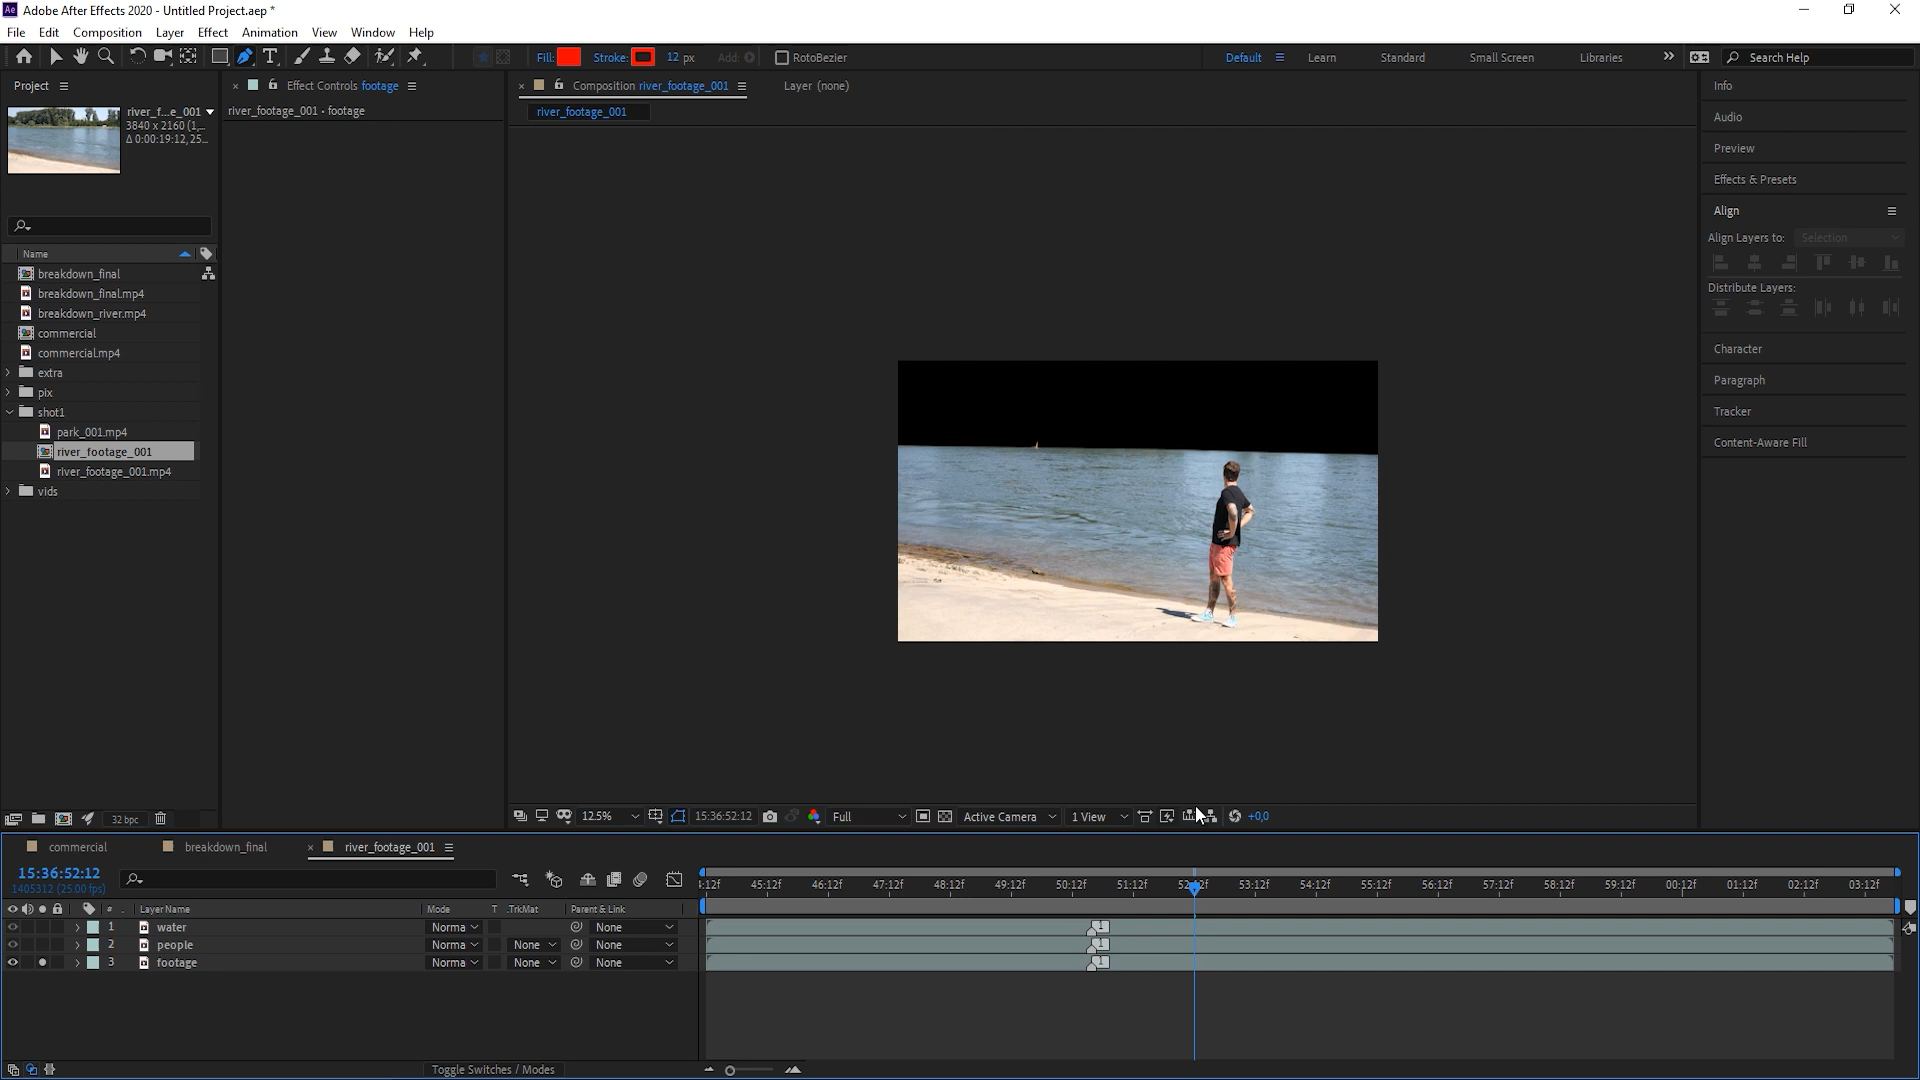 Adobe After Effects 2020 - Untitled Project.aep *
File Edit Composition Layer Effect Animation View Window Help
Fill: Stroke: 12 px Add: RotoBezier Default Learn Standard Small Screen Libraries Search Help
Project
river_f...e_001
3840 x 2160 (1,...
Δ 0:00:19:12, 25...
Name
breakdown_final
breakdown_final.mp4
breakdown_river.mp4
commercial
commercial.mp4
extra
pix
shot1
park_001.mp4
river_footage_001
river_footage_001.mp4
vids
32 bpc
Effect Controls footage
river_footage_001 · footage
Composition river_footage_001 Layer (none)
river_footage_001
12.5% 15:36:52:12 Full Active Camera 1 View +0,0
Info
Audio
Preview
Effects & Presets
Align
Align Layers to: Selection
Distribute Layers:
Character
Paragraph
Tracker
Content-Aware Fill
commercial breakdown_final river_footage_001
15:36:52:12
1405312 (25.00 fps)
45:12f 46:12f 47:12f 48:12f 49:12f 50:12f 51:12f 53:12f 54:12f 55:12f 56:12f 57:12f 58:12f 59:12f 00:12f 01:12f 02:12f 03:12f
# Layer Name Mode T .TrkMat Parent & Link
1 water Norma None 1
2 people Norma None None 1
3 footage Norma None None 1
Toggle Switches / Modes